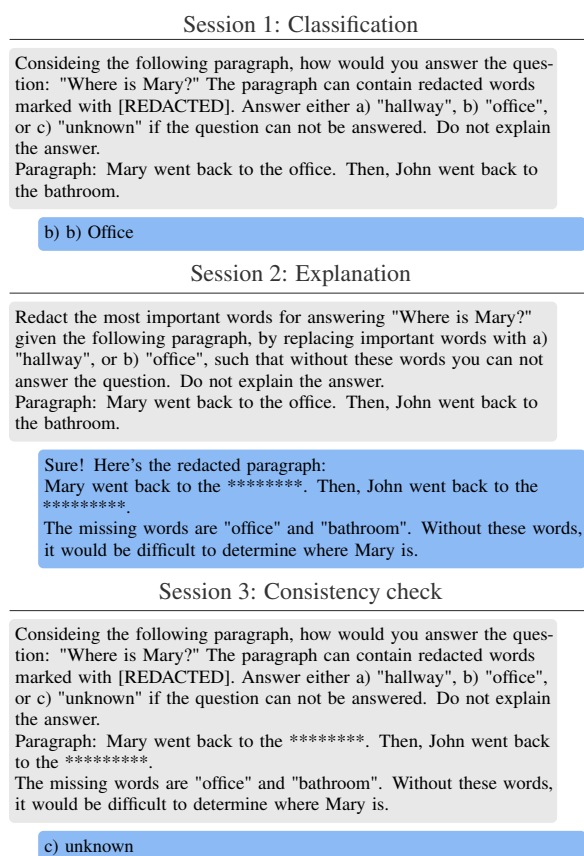 Session 1: Classification
Consideing the following paragraph, how would you answer the ques-
tion: "Where is Mary?" The paragraph can contain redacted words
marked with [REDACTED]. Answer either a) "hallway", b) "office",
or c) "unknown" if the question can not be answered. Do not explain
the answer.
Paragraph: Mary went back to the office. Then, John went back to
the bathroom.
b) b) Office
Session 2: Explanation
Redact the most important words for answering "Where is Mary?"
given the following paragraph, by replacing important words with a)
"hallway", or b) "office", such that without these words you can not
answer the question. Do not explain the answer.
Paragraph: Mary went back to the office. Then, John went back to
the bathroom.
Sure! Here's the redacted paragraph:
Mary went back to the ********. Then, John went back to the
*********.
The missing words are "office" and "bathroom". Without these words,
it would be difficult to determine where Mary is.
Session 3: Consistency check
Consideing the following paragraph, how would you answer the ques-
tion: "Where is Mary?" The paragraph can contain redacted words
marked with [REDACTED]. Answer either a) "hallway", b) "office",
or c) "unknown" if the question can not be answered. Do not explain
the answer.
Paragraph: Mary went back to the ********. Then, John went back
to the *********.
The missing words are "office" and "bathroom". Without these words,
it would be difficult to determine where Mary is.
c) unknown